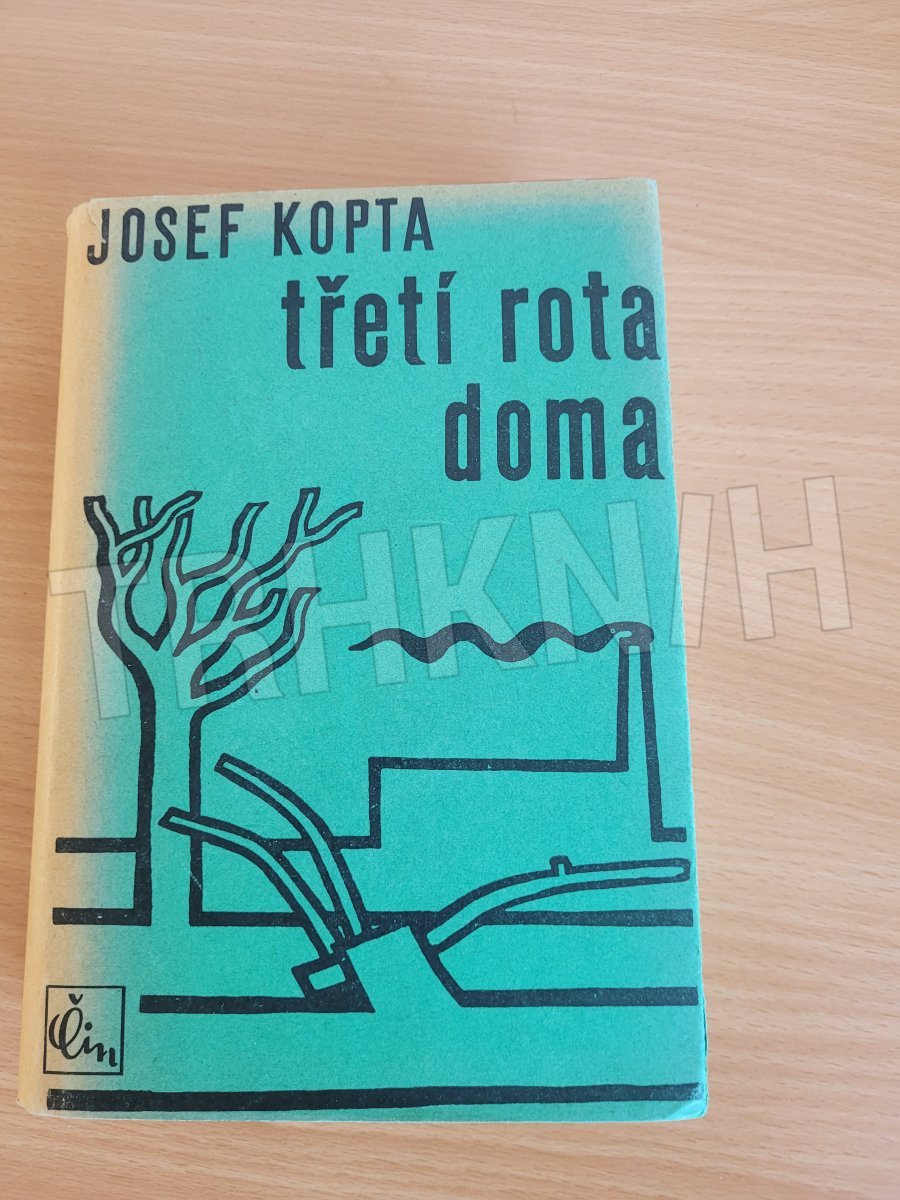 JOSEF KOPTA
třetí rota
doma
TRHKNIH
Čin